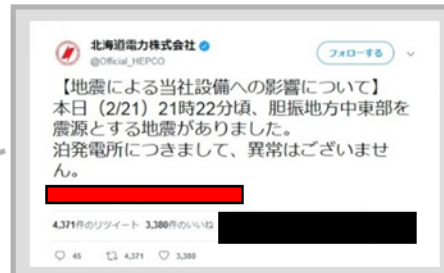 北海道電力株式会社
@Official_HEPCO
フォローする
【地震による当社設備への影響について】
本日（2/21）21時22分頃、胆振地方中東部を
震源とする地震がありました。
泊発電所につきまして、異常はございませ
ん。
4,371件のリツイート 3,380件のいいね
45 4,371 3,380